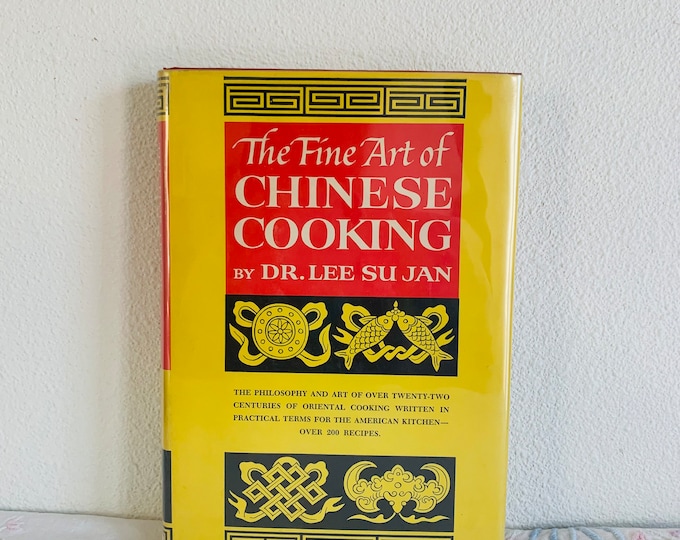 The Fine Art of
CHINESE
COOKING
BY DR. LEE SU JAN
THE PHILOSOPHY AND ART OF OVER TWENTY-TWO
CENTURIES OF ORIENTAL COOKING WRITTEN IN
PRACTICAL TERMS FOR THE AMERICAN KITCHEN—
OVER 200 RECIPES.